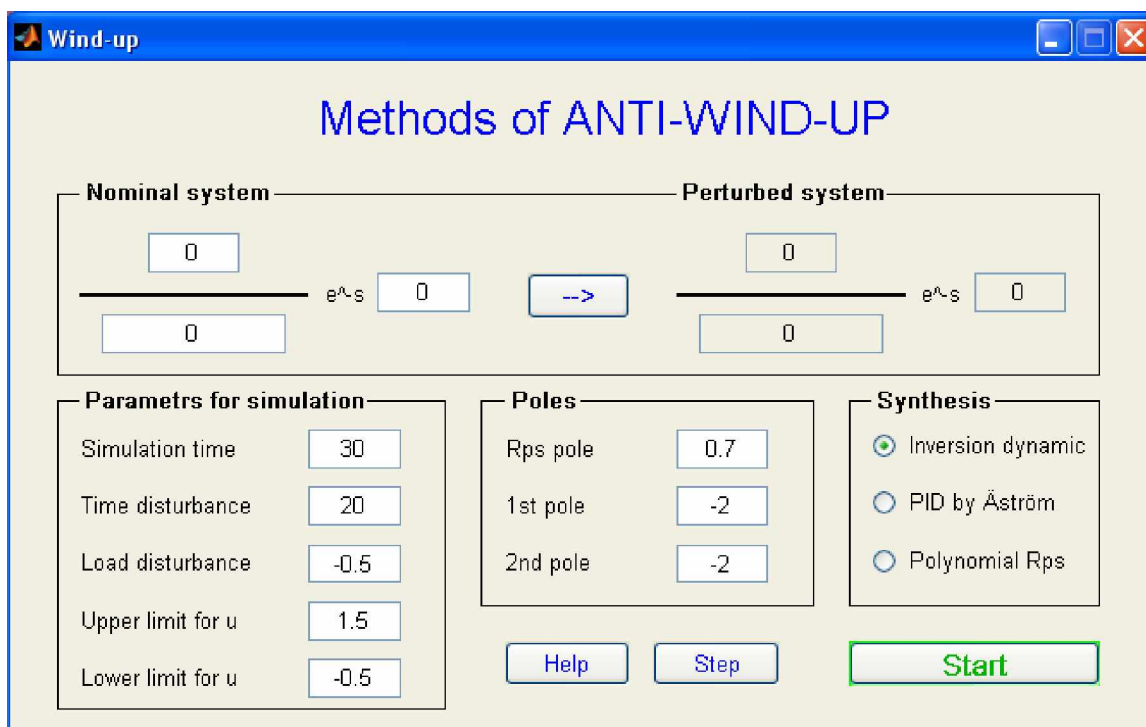 Wind-up
Methods of ANTI-WIND-UP
Nominal system
Perturbed system
0
e^-s 0
0
-->
0
e^-s 0
0
Parametrs for simulation
Simulation time 30
Time disturbance 20
Load disturbance -0.5
Upper limit for u 1.5
Lower limit for u -0.5
Poles
Rps pole 0.7
1st pole -2
2nd pole -2
Synthesis
Inversion dynamic
PID by Äström
Polynomial Rps
Help
Step
Start